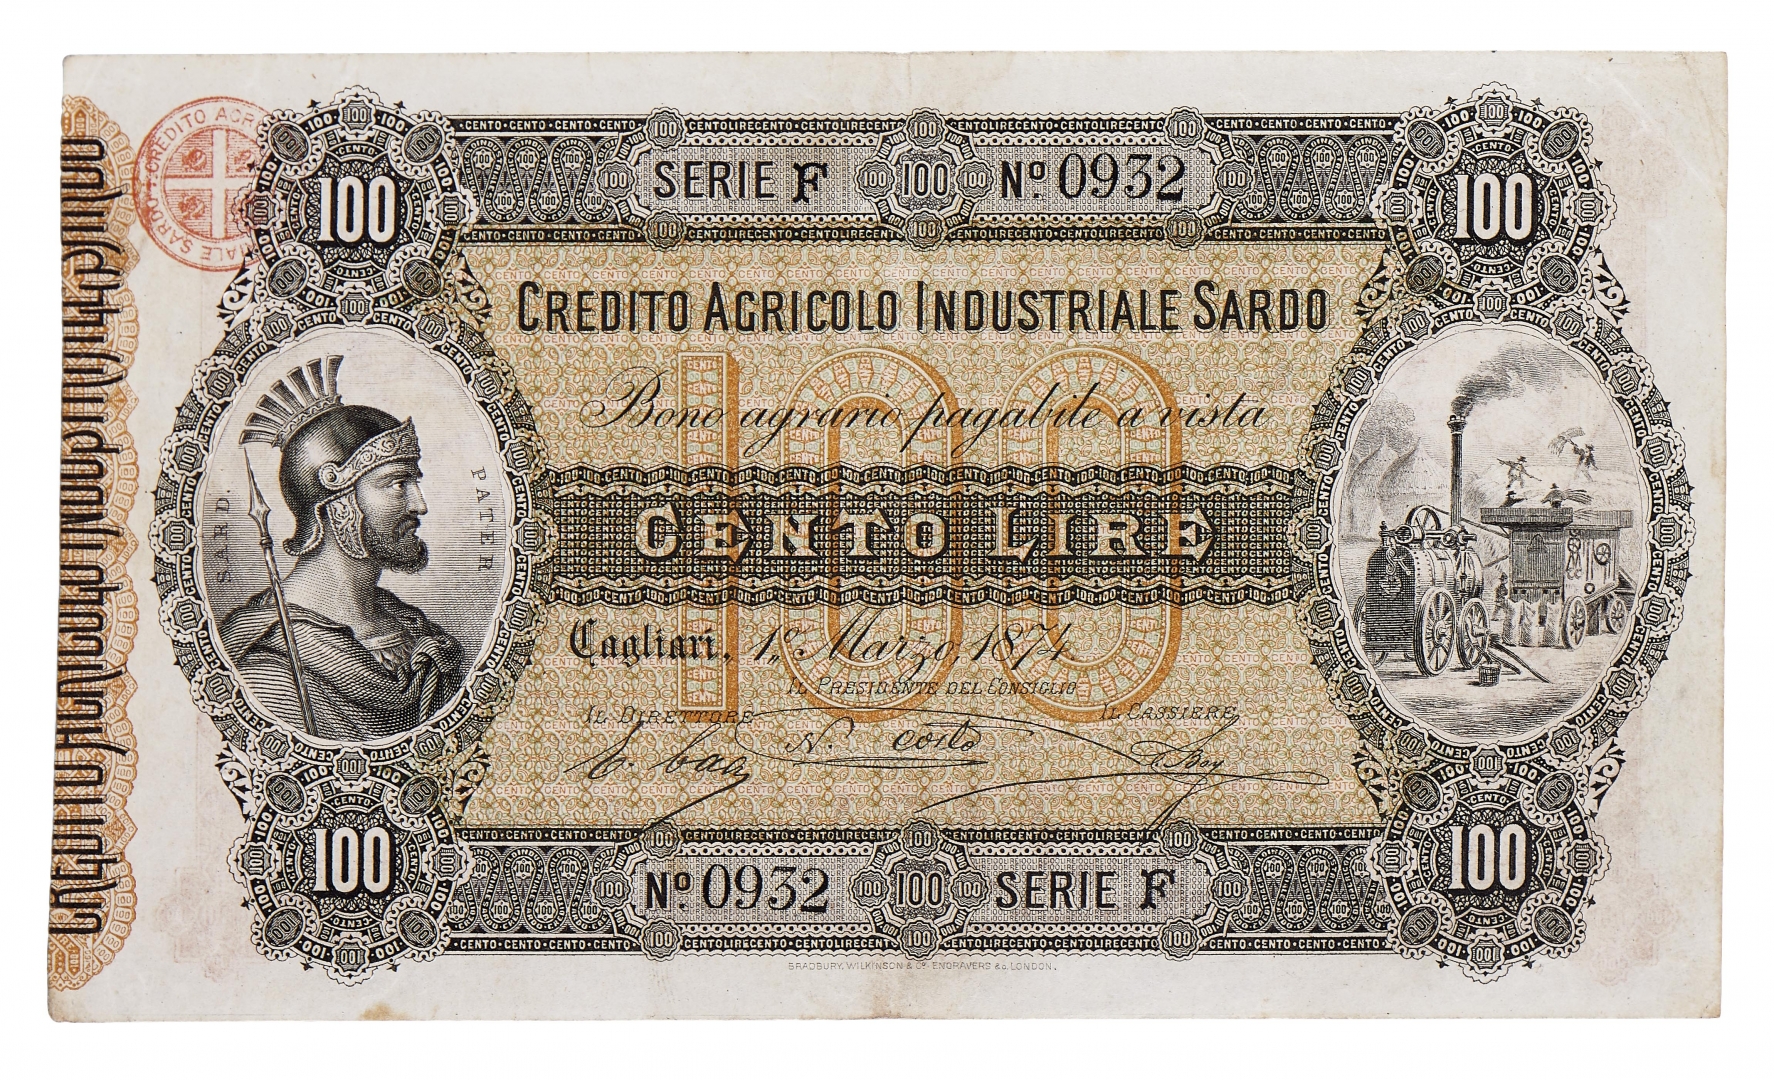 CREDITO AGRICOLO INDUSTRIALE SARDO
100
SERIE F 100 Nº 0932
100
CREDITO AGRICOLO INDUSTRIALE SARDO
Bono agrario pagabile a vista
SARD. PATER
CENTO LIRE
Cagliari, 1º Marzo, 1874
IL PRESIDENTE DEL CONSIGLIO
IL DIRETTORE
IL CASSIERE
N. Costo
100
Nº 0932 100 SERIE F
100
BRADBURY, WILKINSON & Cº ENGRAVERS &c. LONDON.